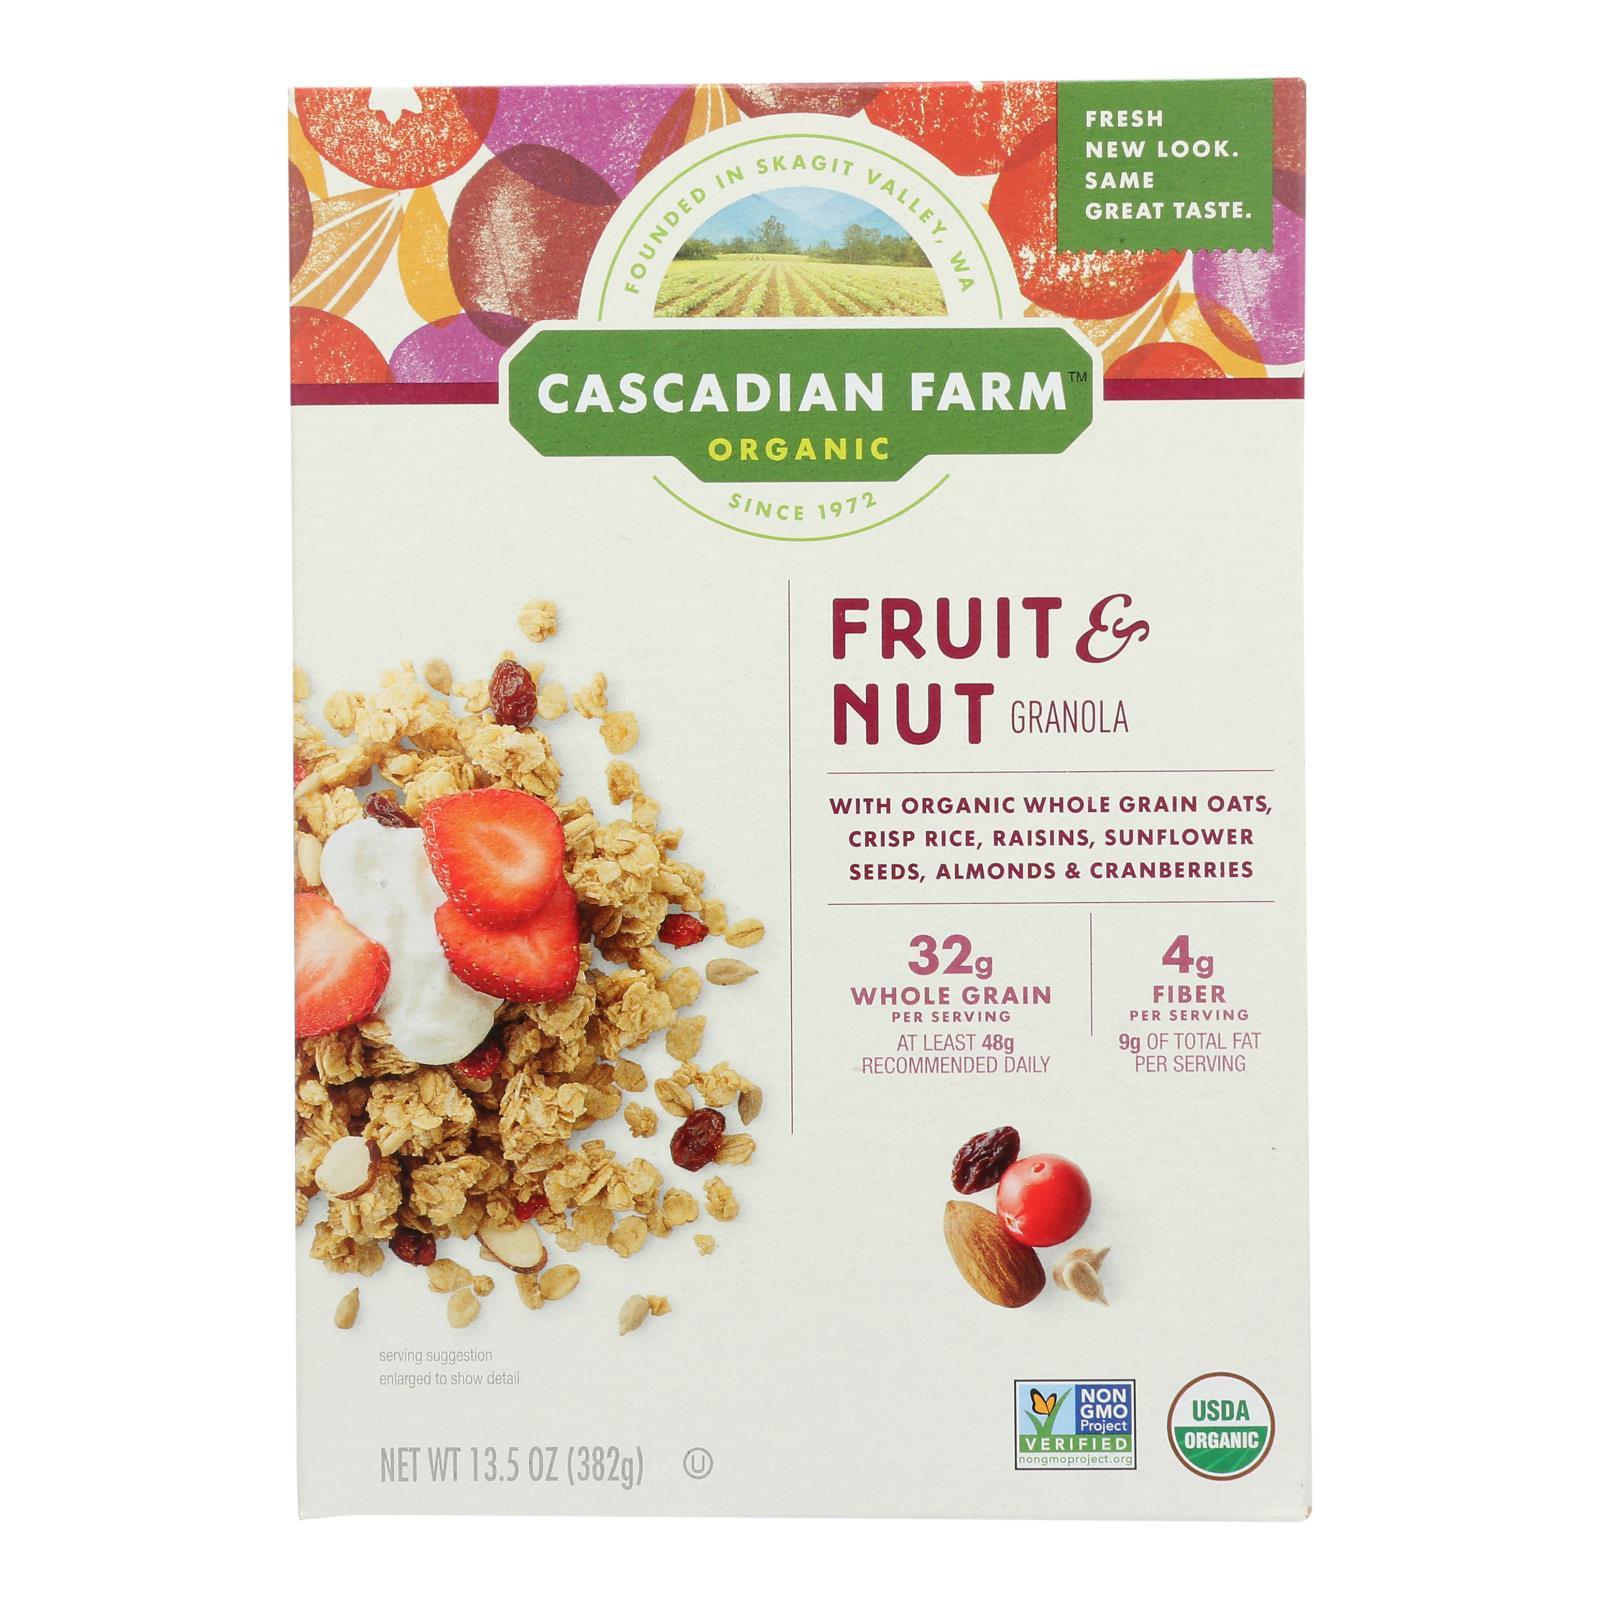 FRESH
NEW LOOK.
SAME
GREAT TASTE.
FOUNDED IN SKAGIT VALLEY, WA
CASCADIAN FARM™
ORGANIC
SINCE 1972
FRUIT &
NUT GRANOLA
WITH ORGANIC WHOLE GRAIN OATS,
CRISP RICE, RAISINS, SUNFLOWER
SEEDS, ALMONDS & CRANBERRIES
32g
WHOLE GRAIN
PER SERVING
AT LEAST 48g
RECOMMENDED DAILY
4g
FIBER
PER SERVING
9g OF TOTAL FAT
PER SERVING
serving suggestion
enlarged to show detail
NET WT 13.5 OZ (382g)
U
NON
GMO
Project
VERIFIED
nongmoproject.org
USDA
ORGANIC